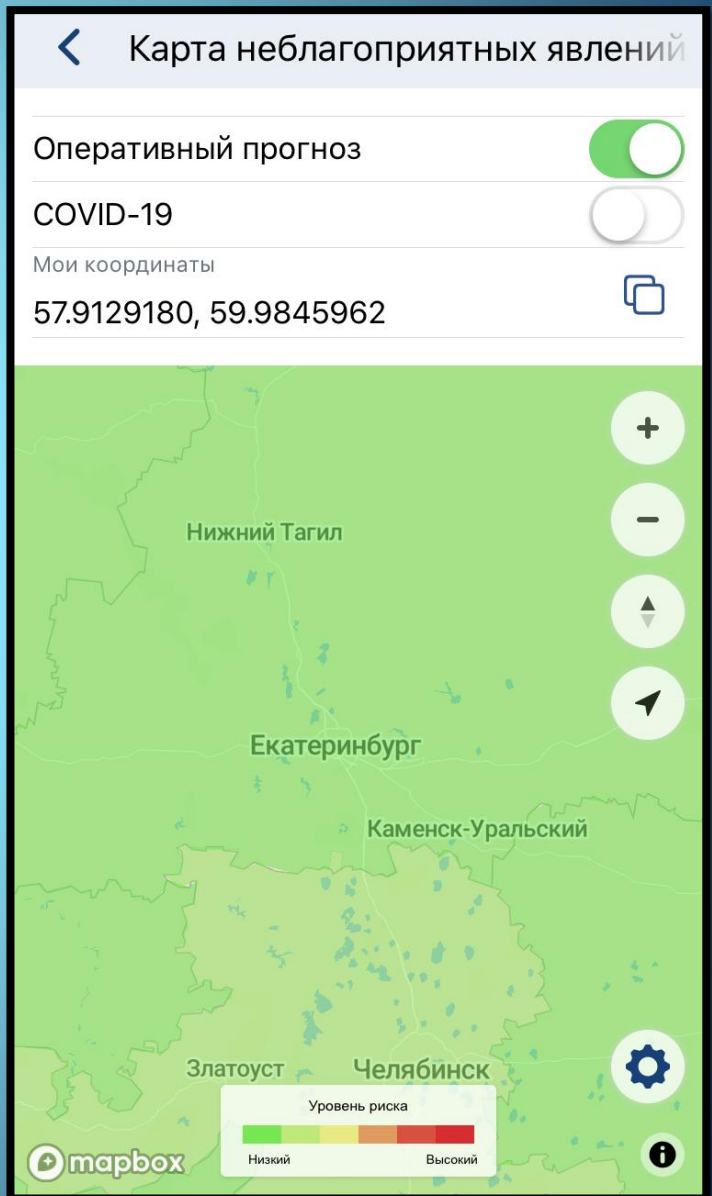 Карта неблагоприятных явлений
Оперативный прогноз
COVID-19
Мои координаты
57.9129180, 59.9845962
Нижний Тагил
Екатеринбург
Каменск-Уральский
Златоуст
Челябинск
Уровень риска
Низкий
Высокий
mapbox